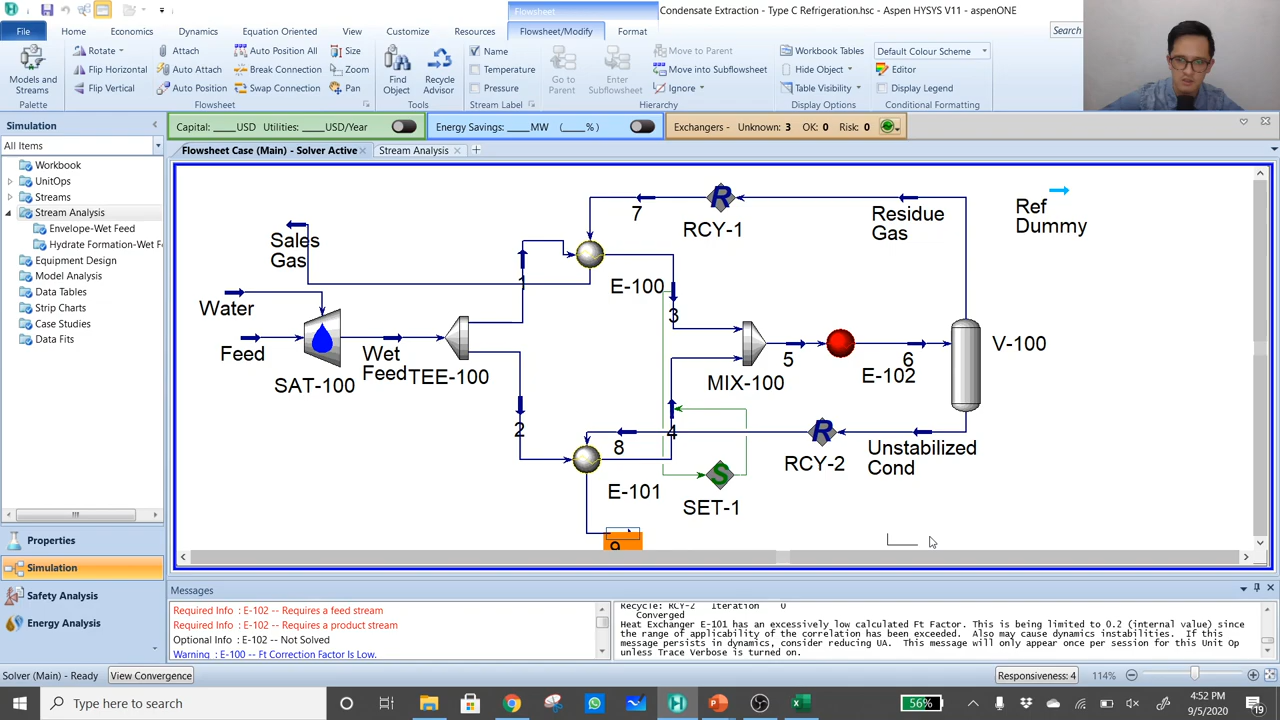 Flowsheet
Condensate Extraction - Type C Refrigeration.hsc - Aspen HYSYS V11 - aspenONE
File
Home
Economics
Dynamics
Equation Oriented
View
Customize
Resources
Flowsheet/Modify
Format
Search
Models and
Streams
Palette
Rotate
Flip Horizontal
Flip Vertical
Attach
Auto Attach
Auto Position
Auto Position All
Break Connection
Swap Connection
Size
Zoom
Pan
Flowsheet
Find
Object
Recycle
Advisor
Tools
Name
Temperature
Pressure
Stream Label
Go to
Parent
Enter
Subflowsheet
Move to Parent
Move into Subflowsheet
Ignore
Hierarchy
Workbook Tables
Hide Object
Table Visibility
Display Options
Default Colour Scheme
Editor
Display Legend
Conditional Formatting
Simulation
All Items
Capital: ____USD Utilities: ____USD/Year
Energy Savings: ____MW (____%)
Exchangers - Unknown: 3 OK: 0 Risk: 0
Flowsheet Case (Main) - Solver Active
Stream Analysis
Workbook
UnitOps
Streams
Stream Analysis
Envelope-Wet Feed
Hydrate Formation-Wet F
Equipment Design
Model Analysis
Data Tables
Strip Charts
Case Studies
Data Fits
Properties
Simulation
Safety Analysis
Energy Analysis
7
R
RCY-1
Residue
Gas
Ref
Dummy
Sales
Gas
1
E-100
Water
3
Feed
SAT-100
Wet
Feed
TEE-100
MIX-100
5
E-102
6
V-100
2
8
4
R
RCY-2
Unstabilized
Cond
E-101
S
SET-1
9
Messages
Required Info : E-102 -- Requires a feed stream
Required Info : E-102 -- Requires a product stream
Optional Info : E-102 -- Not Solved
Warning : E-100 -- Ft Correction Factor Is Low.
Recycle: RCY-2 Iteration 0
Converged
Heat Exchanger E-101 has an excessively low calculated Ft Factor. This is being limited to 0.2 (internal value) since
the range of applicability of the correlation has been exceeded. Also may cause dynamics instabilities. If this
message persists in dynamics, consider reducing UA. This message will only appear once per session for this Unit Op
unless Trace Verbose is turned on.
Solver (Main) - Ready
View Convergence
Responsiveness: 4
114%
Type here to search
56%
4:52 PM
9/5/2020
19